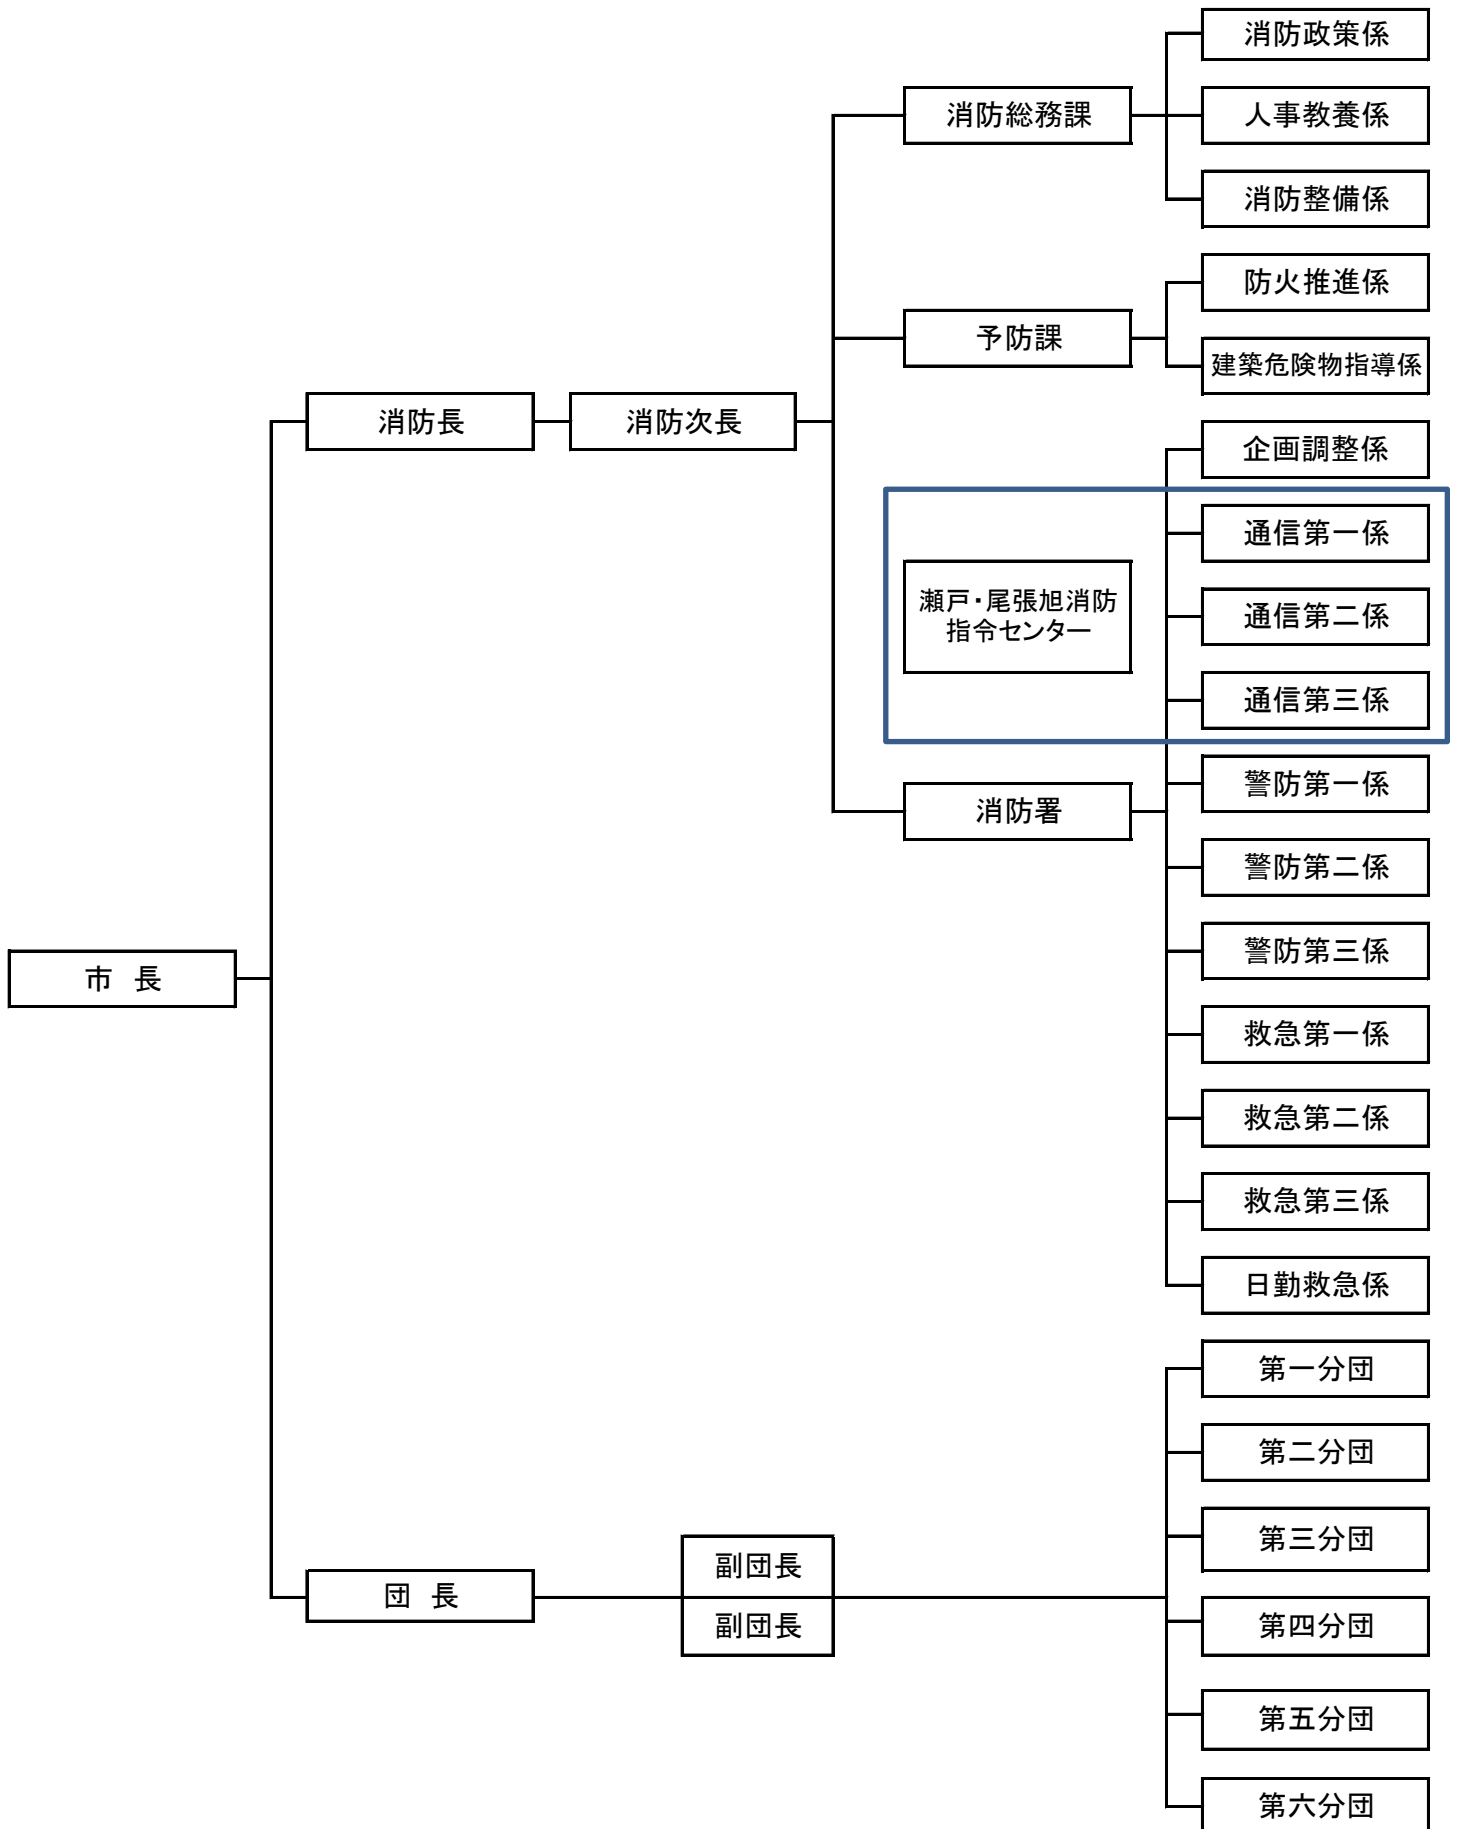 消防政策係
消防総務課
人事教養係
消防整備係
防火推進係
予防課
建築危険物指導係
消防長
消防次長
企画調整係
通信第一係
瀬戸・尾張旭消防
指令センター
通信第二係
通信第三係
警防第一係
消防署
警防第二係
警防第三係
市 長
救急第一係
救急第二係
救急第三係
日勤救急係
第一分団
第二分団
第三分団
副団長
団 長
副団長
第四分団
第五分団
第六分団